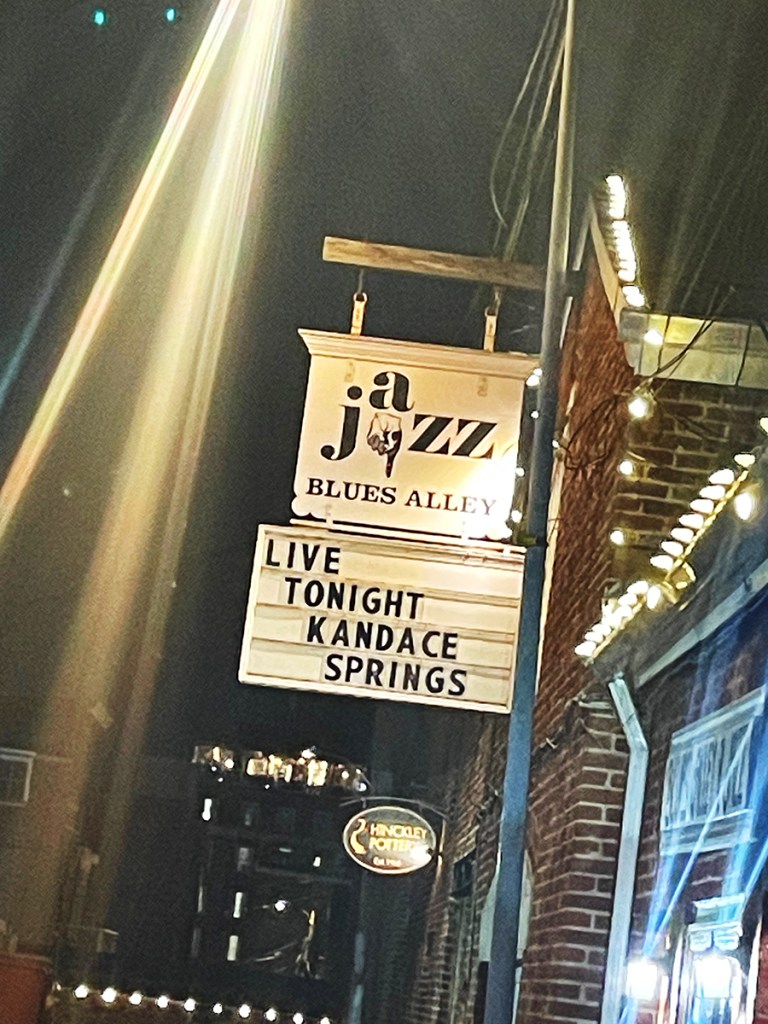 jazz
BLUES ALLEY
LIVE
TONIGHT
KANDACE
SPRINGS
HINCKLEY
POTTERY